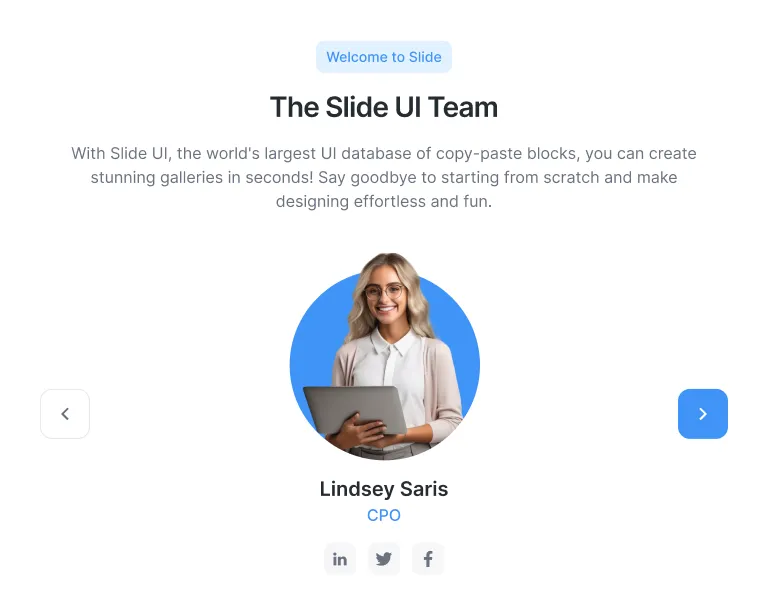 Welcome to Slide
The Slide UI Team
With Slide UI, the world's largest UI database of copy-paste blocks, you can create
stunning galleries in seconds! Say goodbye to starting from scratch and make
designing effortless and fun.
Lindsey Saris
CPO